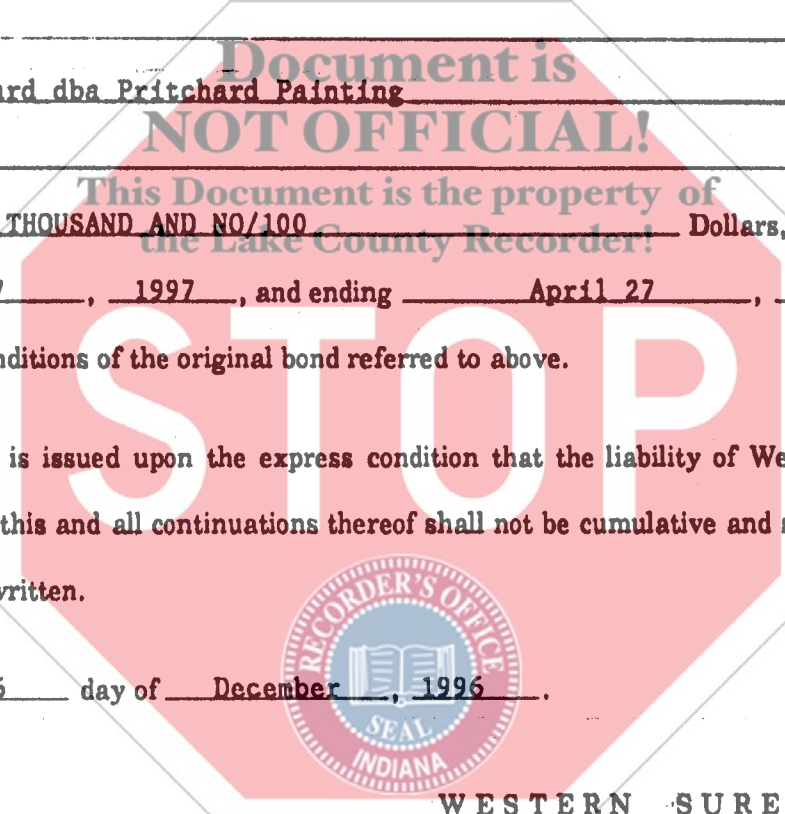 Document is
ard dba Pritchard Painting
NOT OFFICIAL!
This Document is the property of
THOUSAND AND NO/100 Dollars,
the Lake County Recorder!
7, 1997, and ending April 27,
nditions of the original bond referred to above.
STOP
is issued upon the express condition that the liability of We
this and all continuations thereof shall not be cumulative and s
written.
RECORDER'S OFFICE
6 day of December, 1996.
SEAL
INDIANA
WESTERN SURE